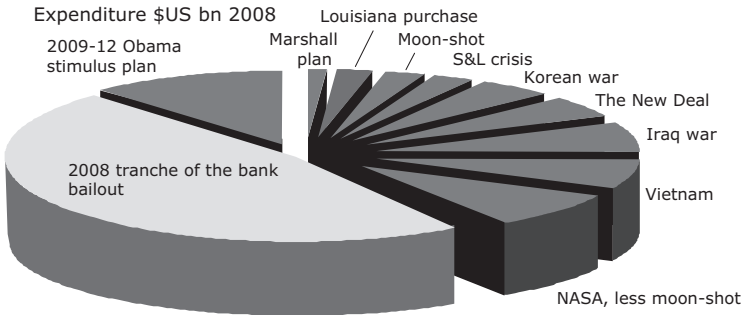 Expenditure $US bn 2008
2009-12 Obama
stimulus plan
Marshall
plan
Louisiana purchase
Moon-shot
S&L crisis
Korean war
The New Deal
Iraq war
Vietnam
NASA, less moon-shot
2008 tranche of the bank
bailout